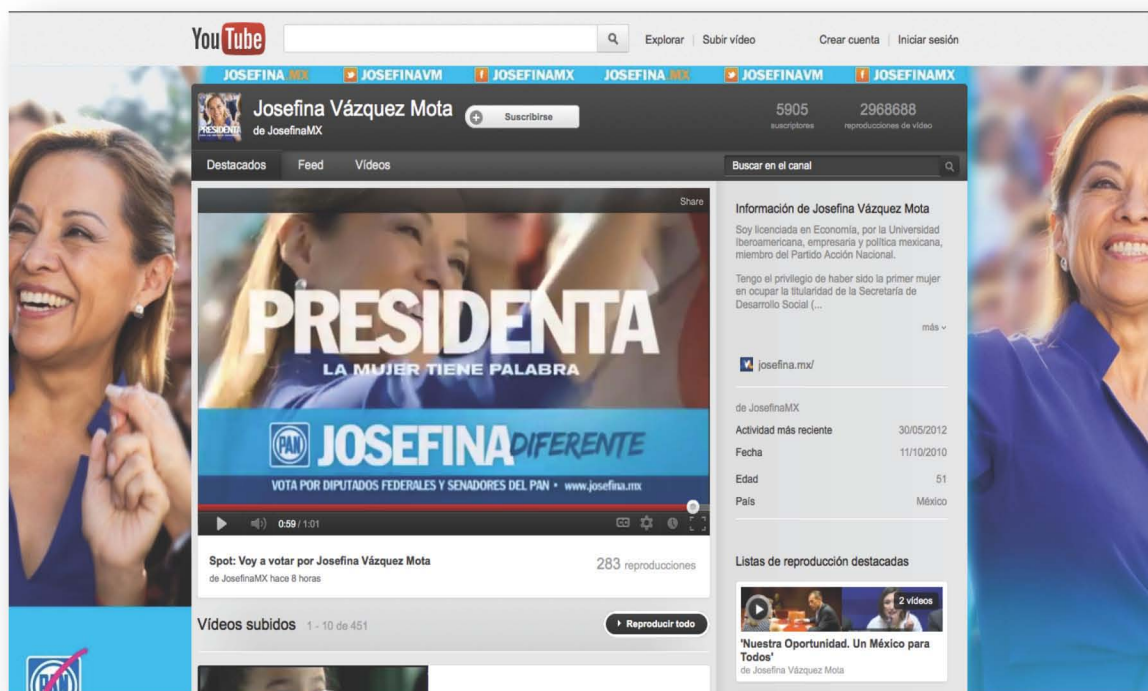 YouTube
Explorar | Subir vídeo
Crear cuenta | Iniciar sesión
JOSEFINA.MX JOSEFINAVM JOSEFINAMX JOSEFINA.MX JOSEFINAVM JOSEFINAMX
PRESIDENTA
Josefina Vázquez Mota
de JosefinaMX
Suscribirse
5905
suscriptores
2968688
reproducciones de vídeo
Destacados Feed Vídeos
Buscar en el canal
Share
PRESIDENTA
LA MUJER TIENE PALABRA
PAN JOSEFINA DIFERENTE
VOTA POR DIPUTADOS FEDERALES Y SENADORES DEL PAN • www.josefina.mx
0:59 / 1:01
CC
Spot: Voy a votar por Josefina Vázquez Mota
de JosefinaMX hace 8 horas
283 reproducciones
Vídeos subidos 1 - 10 de 451
Reproducir todo
Información de Josefina Vázquez Mota
Soy licenciada en Economía, por la Universidad
Iberoamericana, empresaria y política mexicana,
miembro del Partido Acción Nacional.
Tengo el privilegio de haber sido la primer mujer
en ocupar la titularidad de la Secretaría de
Desarrollo Social (...
más
josefina.mx/
de JosefinaMX
Actividad más reciente 30/05/2012
Fecha 11/10/2010
Edad 51
País México
Listas de reproducción destacadas
2 vídeos
'Nuestra Oportunidad. Un México para
Todos'
de Josefina Vázquez Mota
PAN